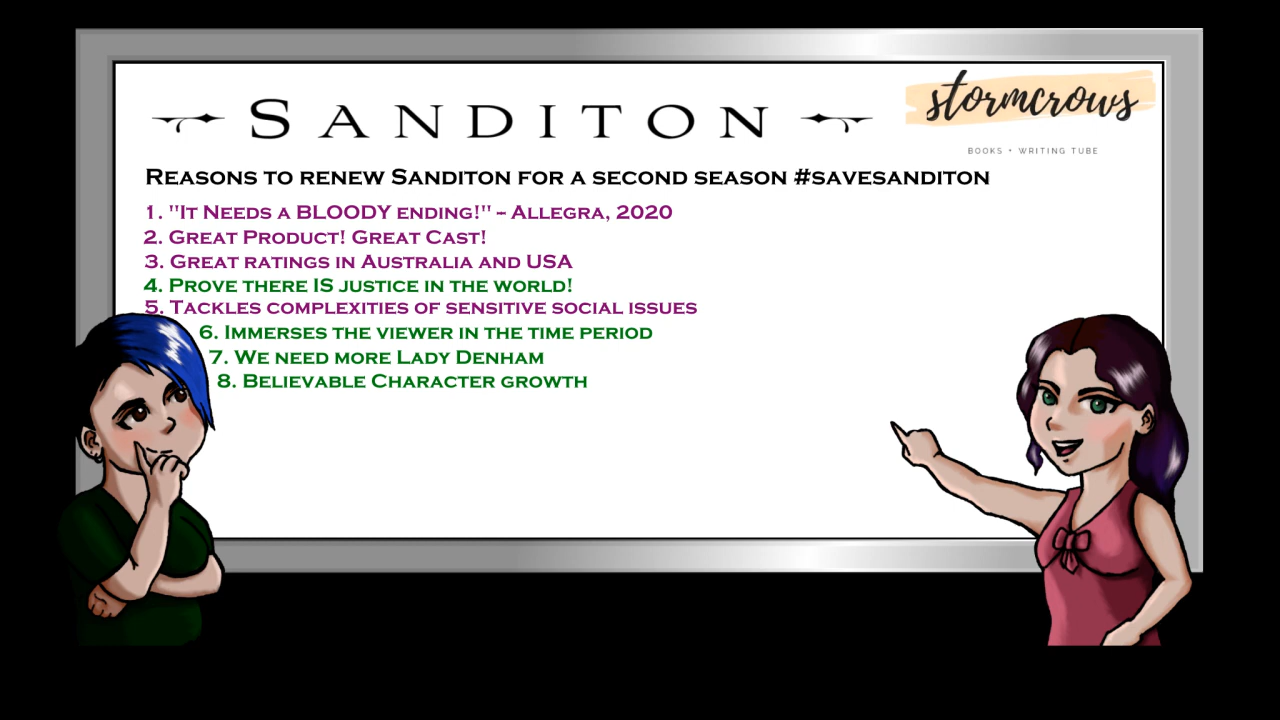 SANDITON
stormcrows
BOOKS • WRITING TUBE
REASONS TO RENEW SANDITON FOR A SECOND SEASON #SAVESANDITON
1. "IT NEEDS A BLOODY ENDING!" – ALLEGRA, 2020
2. GREAT PRODUCT! GREAT CAST!
3. GREAT RATINGS IN AUSTRALIA AND USA
4. PROVE THERE IS JUSTICE IN THE WORLD!
5. TACKLES COMPLEXITIES OF SENSITIVE SOCIAL ISSUES
6. IMMERSES THE VIEWER IN THE TIME PERIOD
7. WE NEED MORE LADY DENHAM
8. BELIEVABLE CHARACTER GROWTH